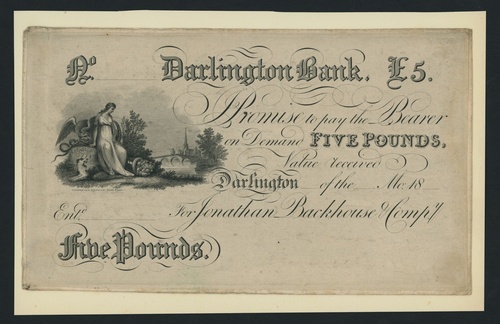 No. Darlington Bank. £5.
I Promise to pay the Bearer
on Demand FIVE POUNDS,
Value received
Darlington of the Mo. 18
Entd. For Jonathan Backhouse & Compy.
Five Pounds.